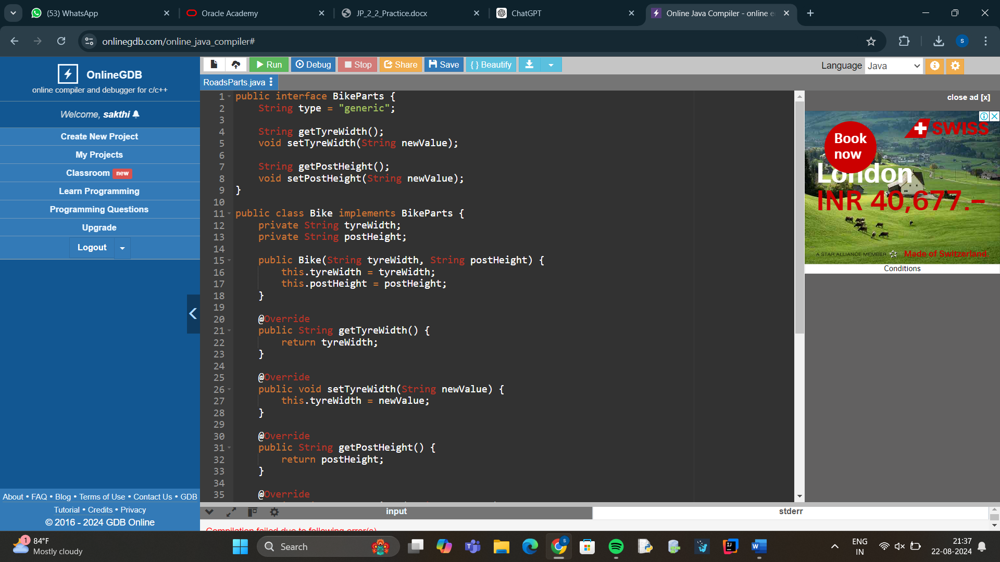 (53) WhatsApp
Oracle Academy
JP_2_2_Practice.docx
ChatGPT
Online Java Compiler - online e
onlinegdb.com/online_java_compiler#
S
OnlineGDB
online compiler and debugger for c/c++
Welcome, sakthi
Create New Project
My Projects
Classroom new
Learn Programming
Programming Questions
Upgrade
Logout
About • FAQ • Blog • Terms of Use • Contact Us • GDB
Tutorial • Credits • Privacy
© 2016 - 2024 GDB Online
Run
Debug
Stop
Share
Save
{ } Beautify
Language Java
RoadsParts.java
1 public interface BikeParts {
2 String type = "generic";
3
4 String getTyreWidth();
5 void setTyreWidth(String newValue);
6
7 String getPostHeight();
8 void setPostHeight(String newValue);
9 }
10
11 public class Bike implements BikeParts {
12 private String tyreWidth;
13 private String postHeight;
14
15 public Bike(String tyreWidth, String postHeight) {
16 this.tyreWidth = tyreWidth;
17 this.postHeight = postHeight;
18 }
19
20 @Override
21 public String getTyreWidth() {
22 return tyreWidth;
23 }
24
25 @Override
26 public void setTyreWidth(String newValue) {
27 this.tyreWidth = newValue;
28 }
29
30 @Override
31 public String getPostHeight() {
32 return postHeight;
33 }
34
35 @Override
close ad [x]
SWISS
Book
now
London
INR 40,677.–
A STAR ALLIANCE MEMBER
Made of Switzerland.
Conditions
input
stderr
Compilation failed due to following error(s).
1
84°F
Mostly cloudy
Search
ENG
IN
21:37
22-08-2024